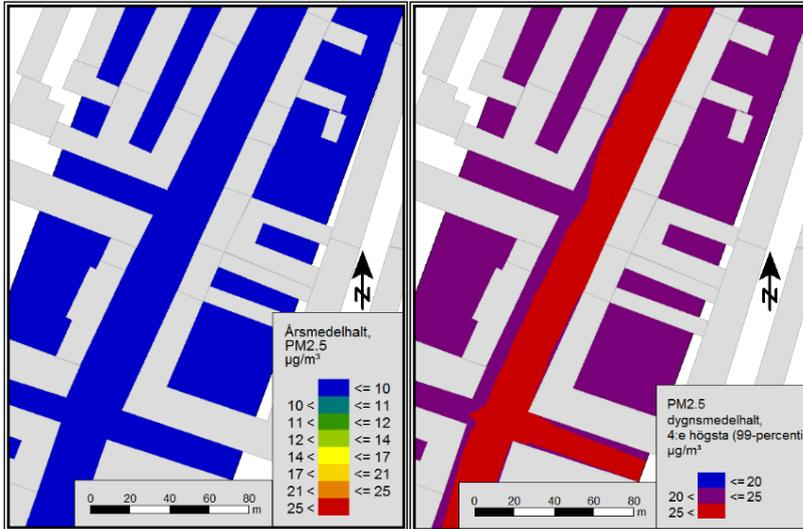 Årsmedelhalt,
PM2.5
µg/m³
<= 10
10 < <= 11
11 < <= 12
12 < <= 14
14 < <= 17
17 < <= 21
21 < <= 25
25 <
0 20 40 60 80
m
N
PM2.5
dygnsmedelhalt,
4:e högsta (99-percenti
µg/m³
<=20
20 < <=25
25 <
0 20 40 60 80
m
N